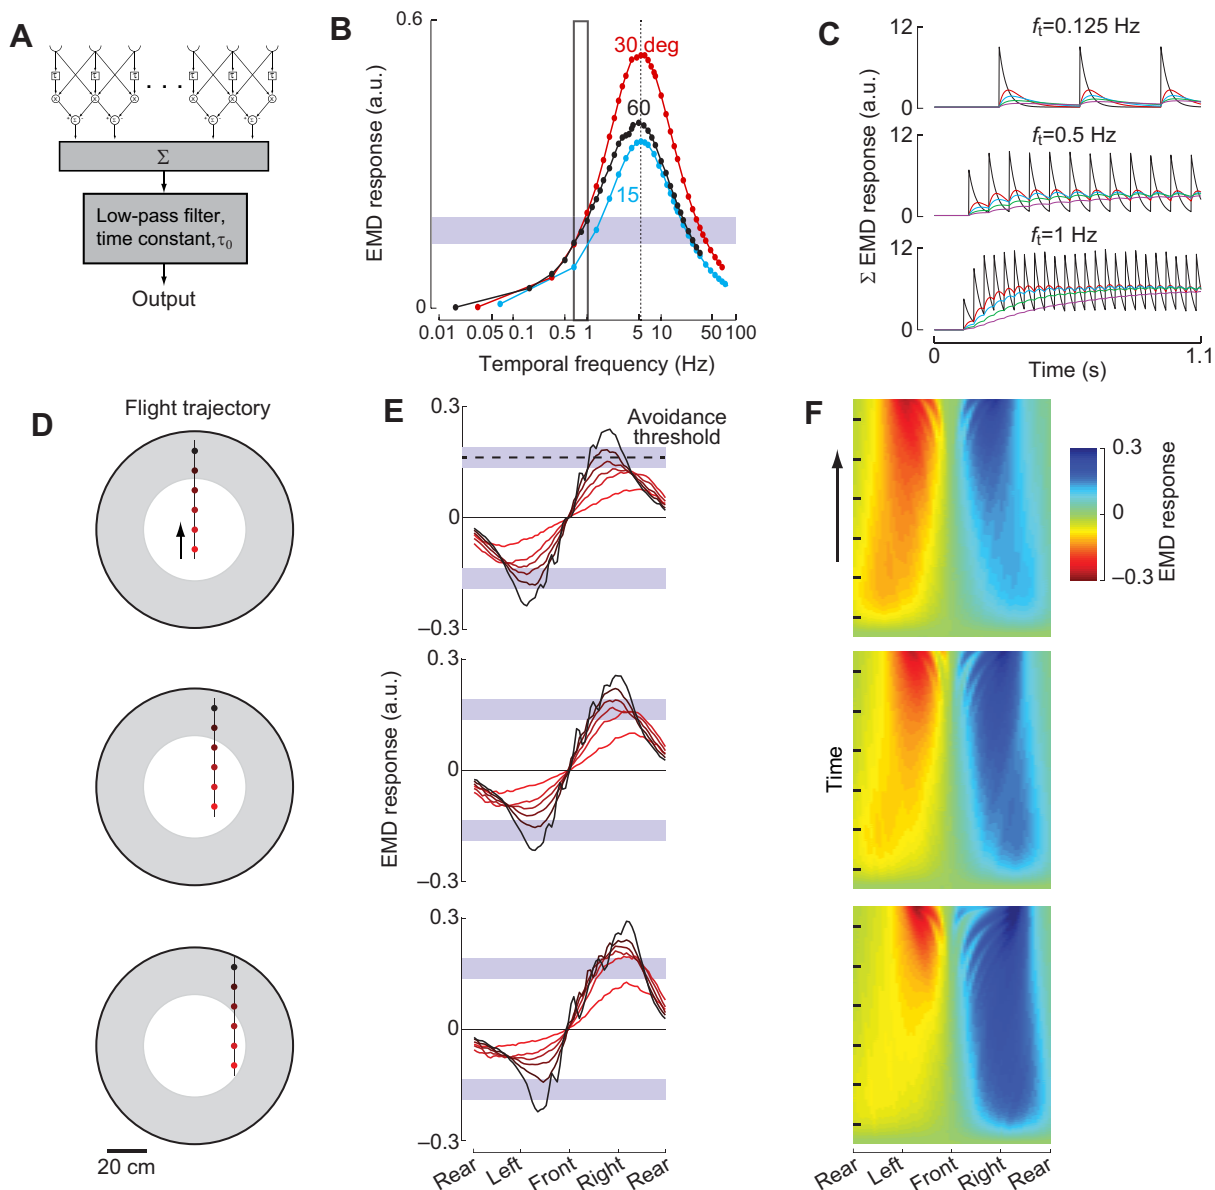 A
τ τ τ τ τ
x x x x x x
Σ Σ Σ Σ
. . .
Σ
Low-pass filter,
time constant, τ0
Output
B
0.6
30 deg
60
15
0
EMD response (a.u.)
0.01 0.05 0.1 0.5 1 5 10 50 100
Temporal frequency (Hz)
C
ft=0.125 Hz
12
0
ft=0.5 Hz
12
0
ft=1 Hz
12
0
Σ EMD response (a.u.)
0 1.1
Time (s)
D
Flight trajectory
20 cm
E
0.3
Avoidance
threshold
0
–0.3
0.3
0
–0.3
0.3
0
–0.3
EMD response (a.u.)
Rear Left Front Right Rear
F
0.3
0
–0.3
EMD response
Time
Rear Left Front Right Rear